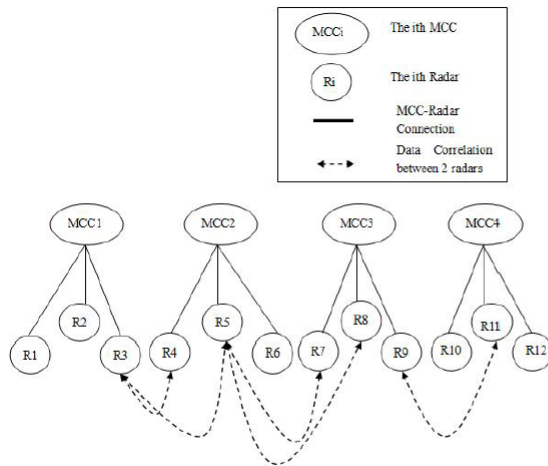 MCCi The ith MCC
Ri The ith Radar
MCC-Radar
Connection
Data Correlation
between 2 radars
MCC1 MCC2 MCC3 MCC4
R1 R2 R3 R4 R5 R6 R7 R8 R9 R10 R11 R12